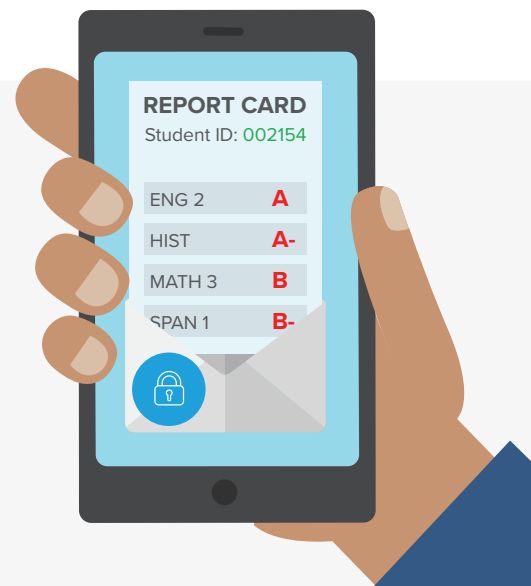 REPORT CARD
Student ID: 002154
ENG 2 A
HIST A-
MATH 3 B
SPAN 1 B-